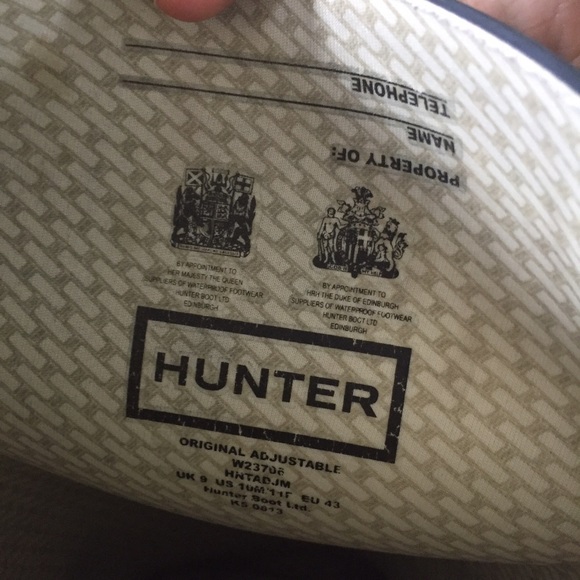 PROPERTY OF:
NAME
TELEPHONE
BY APPOINTMENT TO
HER MAJESTY THE QUEEN
SUPPLIERS OF WATERPROOF FOOTWEAR
HUNTER BOOT LTD
EDINBURGH
BY APPOINTMENT TO
HRH THE DUKE OF EDINBURGH
SUPPLIERS OF WATERPROOF FOOTWEAR
HUNTER BOOT LTD
EDINBURGH
HUNTER
ORIGINAL ADJUSTABLE
W23706
HNTADJM
UK 9 US 10M/11F EU 43
Hunter Boot Ltd.
KS 0813